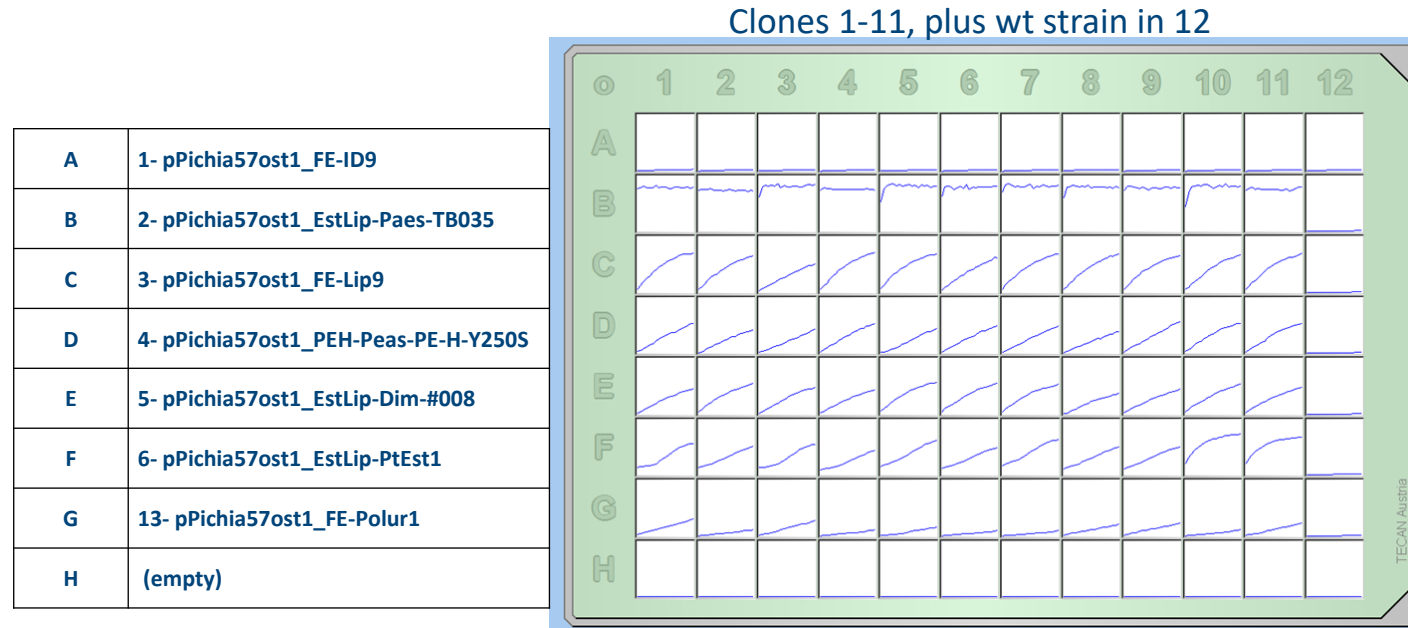 Clones 1-11, plus wt strain in 12
o 1 2 3 4 5 6 7 8 9 10 11 12
A 1- pPichia57ost1_FE-ID9
B 2- pPichia57ost1_EstLip-Paes-TB035
C 3- pPichia57ost1_FE-Lip9
D 4- pPichia57ost1_PEH-Peas-PE-H-Y250S
E 5- pPichia57ost1_EstLip-Dim-#008
F 6- pPichia57ost1_EstLip-PtEst1
G 13- pPichia57ost1_FE-Polur1
H (empty)
A
B
C
D
E
F
G
H
TECAN Austria